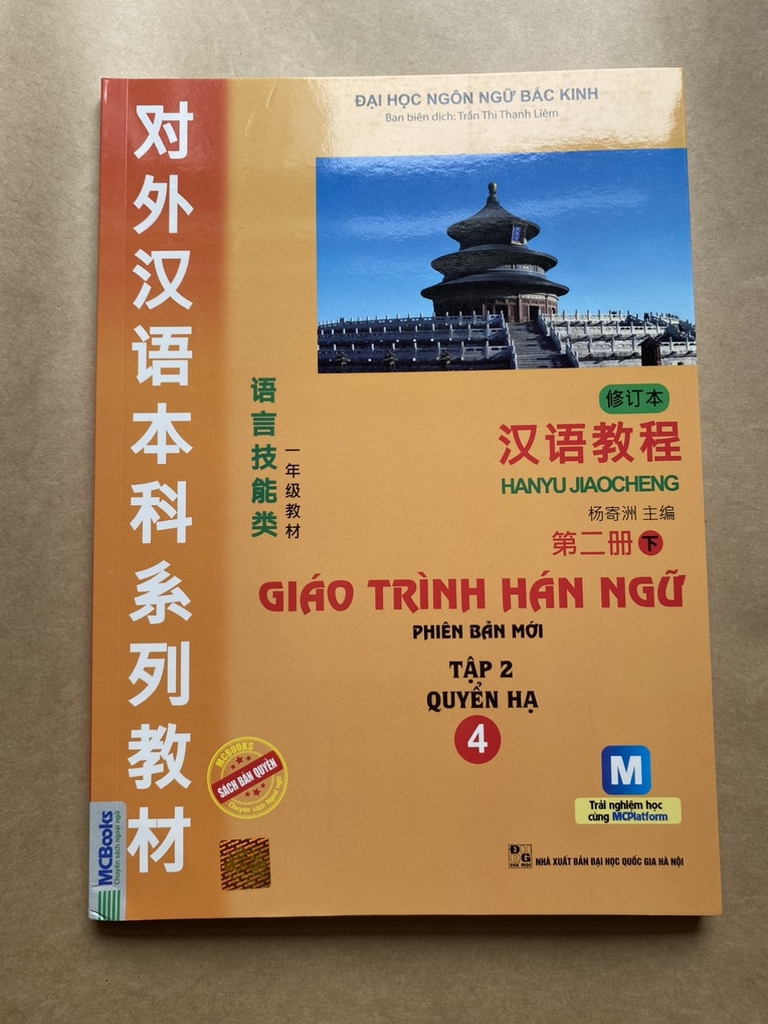 对外汉语本科系列教材
ĐẠI HỌC NGÔN NGỮ BẮC KINH
Ban biên dịch: Trần Thị Thanh Liêm
语言技能类
一年级教材
修订本
汉语教程
HANYU JIAOCHENG
杨寄洲 主编
第二册 下
GIÁO TRÌNH HÁN NGỮ
PHIÊN BẢN MỚI
TẬP 2
QUYỂN HẠ
4
MCBOOKS
SÁCH BẢN QUYỀN
Chuyên sách Ngoại ngữ
M
Trải nghiệm học
cùng MCPlatform
MCBooks
Chuyên sách ngoại ngữ
NHÀ XUẤT BẢN ĐẠI HỌC QUỐC GIA HÀ NỘI